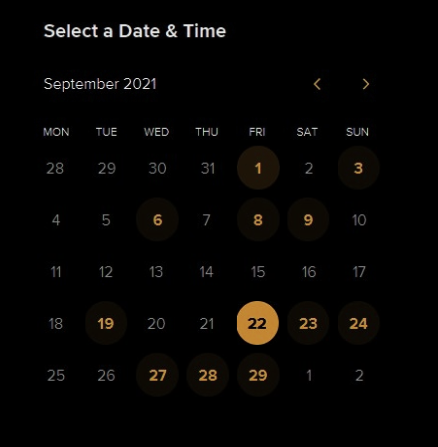 Select a Date & Time
September 2021
MON TUE WED THU FRI SAT SUN
28 29 30 31 1 2 3
4 5 6 7 8 9 10
11 12 13 14 15 16 17
18 19 20 21 22 23 24
25 26 27 28 29 1 2